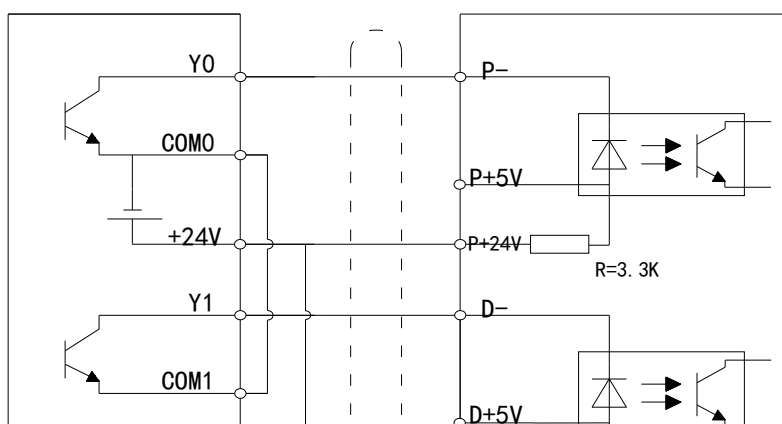 Y0
P-
COM0
P+5V
+24V
P+24V
R=3.3K
Y1
D-
COM1
D+5V